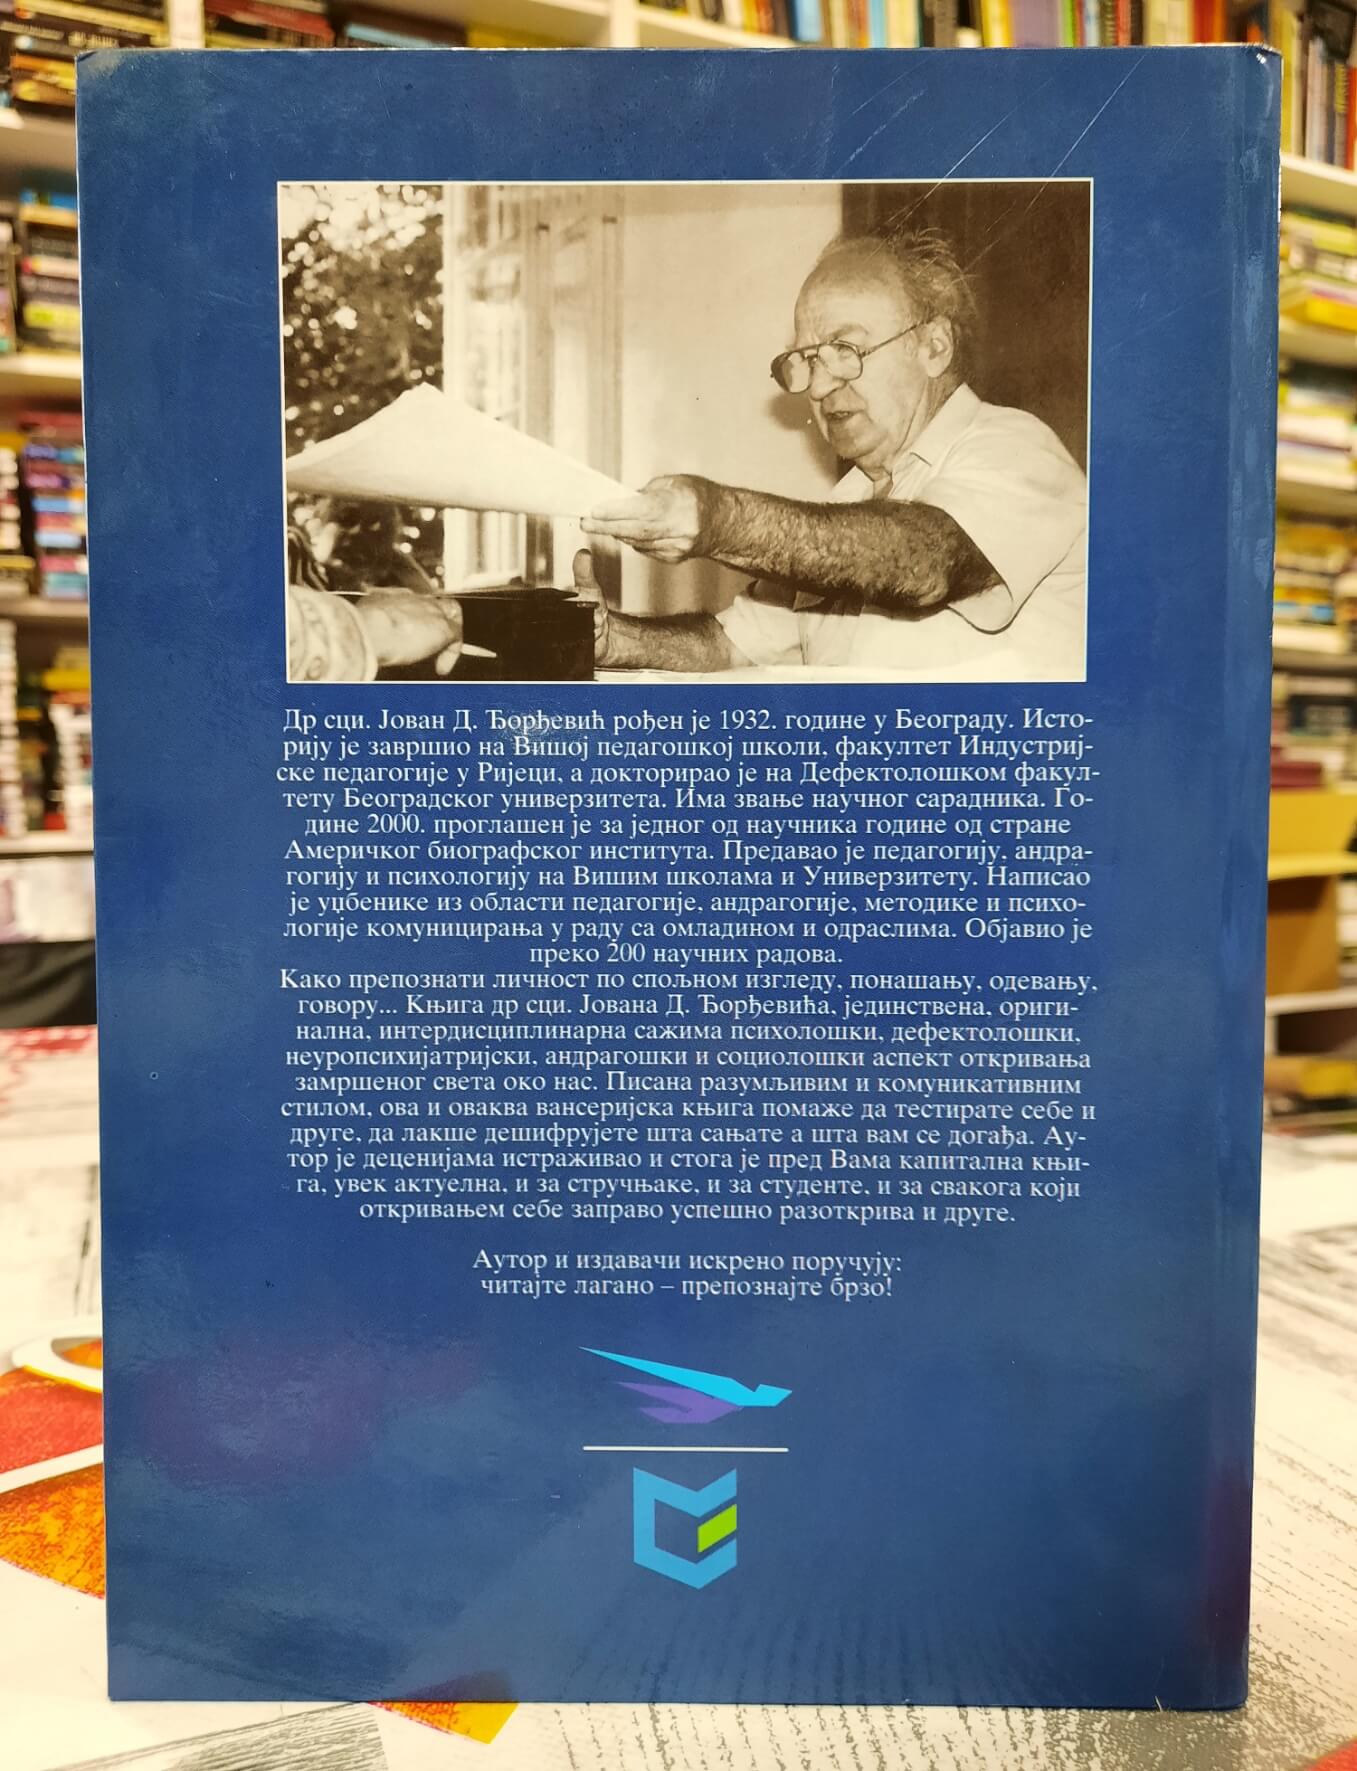 Др сци. Јован Д. Ђорђевић рођен је 1932. године у Београду. Исто-
рију је завршио на Вишој педагошкој школи, факултет Индустриј-
ске педагогије у Ријеци, а докторирао је на Дефектолошком факул-
тету Београдског универзитета. Има звање научног сарадника. Го-
дине 2000. проглашен је за једног од научника године од стране
Америчког биографског института. Предавао је педагогију, андра-
гогију и психологију на Вишим школама и Универзитету. Написао
је уџбенике из области педагогије, андрагогије, методике и психо-
логије комуницирања у раду са омладином и одраслима. Објавио је
преко 200 научних радова.
Како препознати личност по спољном изгледу, понашању, одевању,
говору... Књига др сци. Јована Д. Ђорђевића, јединствена, ориги-
нална, интердисциплинарна сажима психолошки, дефектолошки,
неуропсихијатријски, андрагошки и социолошки аспект откривања
замршеног света око нас. Писана разумљивим и комуникативним
стилом, ова и оваква вансеријска књига помаже да тестирате себе и
друге, да лакше дешифрујете шта сањате а шта вам се догађа. Ау-
тор је деценијама истраживао и стога је пред Вама капитална књи-
га, увек актуелна, и за стручњаке, и за студенте, и за свакога који
откривањем себе заправо успешно разоткрива и друге.
Аутор и издавачи искрено поручују:
читајте лагано – препознајте брзо!